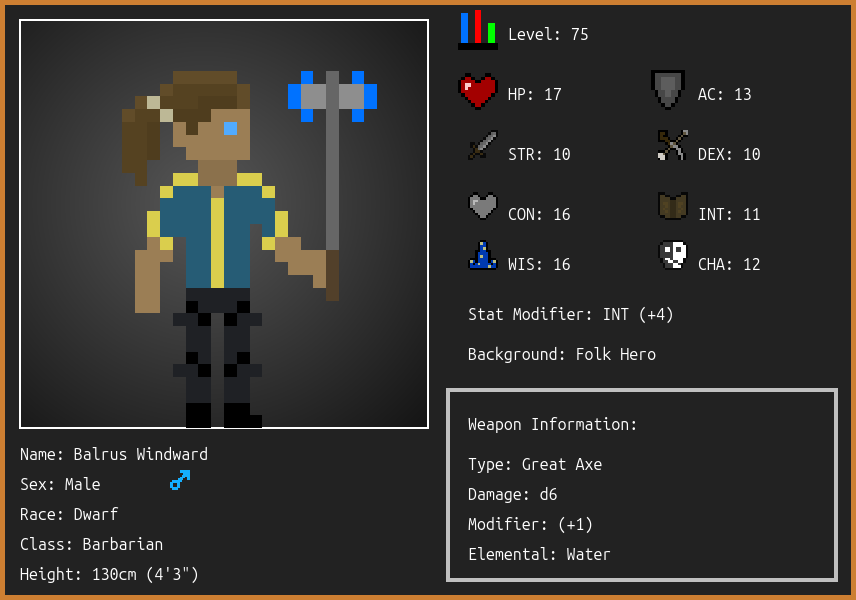 Level: 75
HP: 17
AC: 13
STR: 10
DEX: 10
CON: 16
INT: 11
WIS: 16
CHA: 12
Stat Modifier: INT (+4)
Background: Folk Hero
Weapon Information:
Type: Great Axe
Damage: d6
Modifier: (+1)
Elemental: Water
Name: Balrus Windward
Sex: Male
Race: Dwarf
Class: Barbarian
Height: 130cm (4'3")